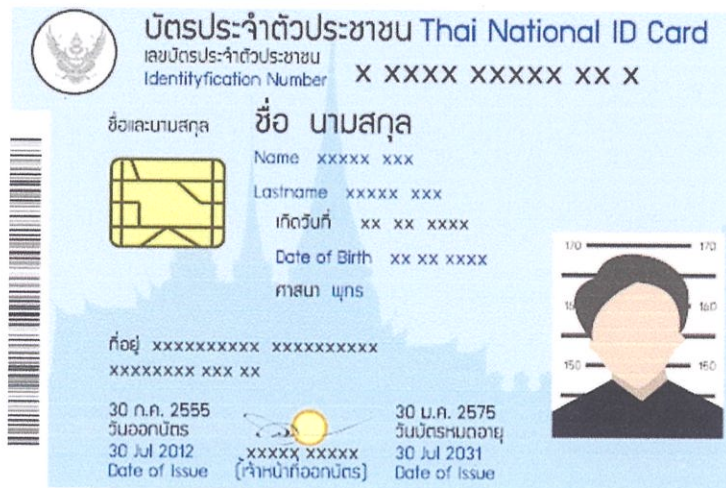 บัตรประจำตัวประชาชน Thai National ID Card
เลขบัตรประจำตัวประชาชน
Identityfication Number X XXXX XXXXX XX X
ชื่อและนามสกุล ชื่อ นามสกุล
Name xxxxx xxx
Lastname xxxxx xxx
เกิดวันที่ xx xx xxxx
Date of Birth xx xx xxxx
ศาสนา พุทธ
ที่อยู่ xxxxxxxxxx xxxxxxxxxx
xxxxxxxx xxx xx
170 170
160
150 150
30 ก.ค. 2555
วันออกบัตร
30 Jul 2012
Date of Issue
xxxxx xxxxx
(เจ้าหน้าที่ออกบัตร)
30 ม.ค. 2575
วันบัตรหมดอายุ
30 Jul 2031
Date of Issue